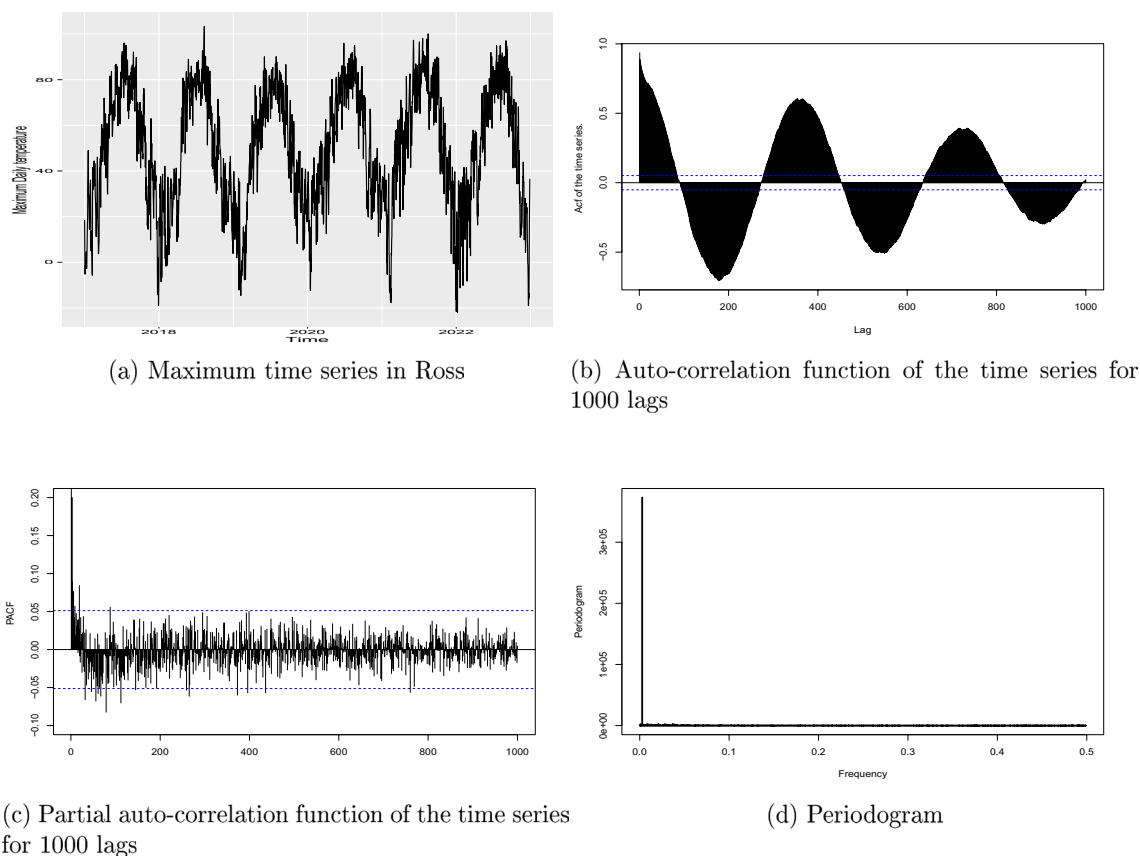 80
40
0
Maximum Daily temperature
2018 2020 2022
Time
(a) Maximum time series in Ross
1.0
0.5
0.0
−0.5
Acf of the time series.
0 200 400 600 800 1000
Lag
(b) Auto-correlation function of the time series for
1000 lags
0.20
0.15
0.10
0.05
0.00
−0.05
−0.10
PACF
0 200 400 600 800 1000
(c) Partial auto-correlation function of the time series
for 1000 lags
3e+05
2e+05
1e+05
0e+00
Periodogram
0.0 0.1 0.2 0.3 0.4 0.5
Frequency
(d) Periodogram